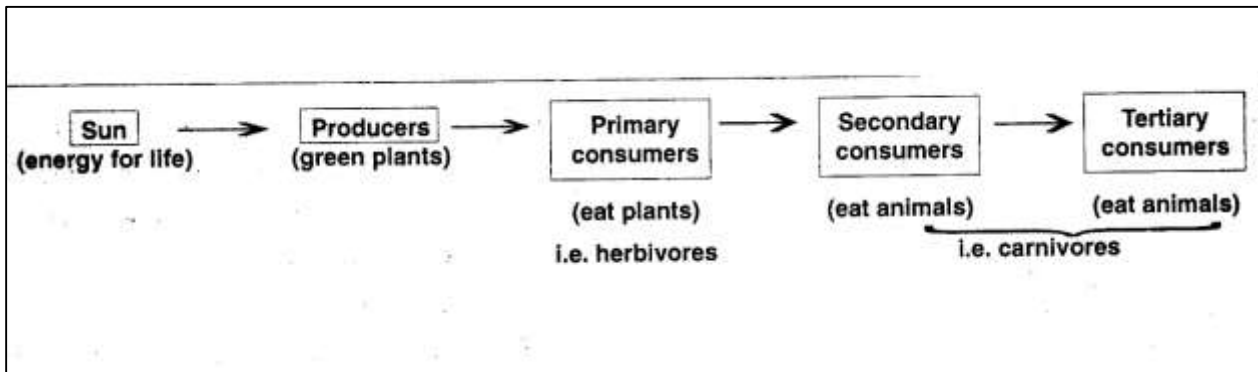 Sun
(energy for life)
Producers
(green plants)
Primary
consumers
(eat plants)
i.e. herbivores
Secondary
consumers
(eat animals)
Tertiary
consumers
(eat animals)
i.e. carnivores